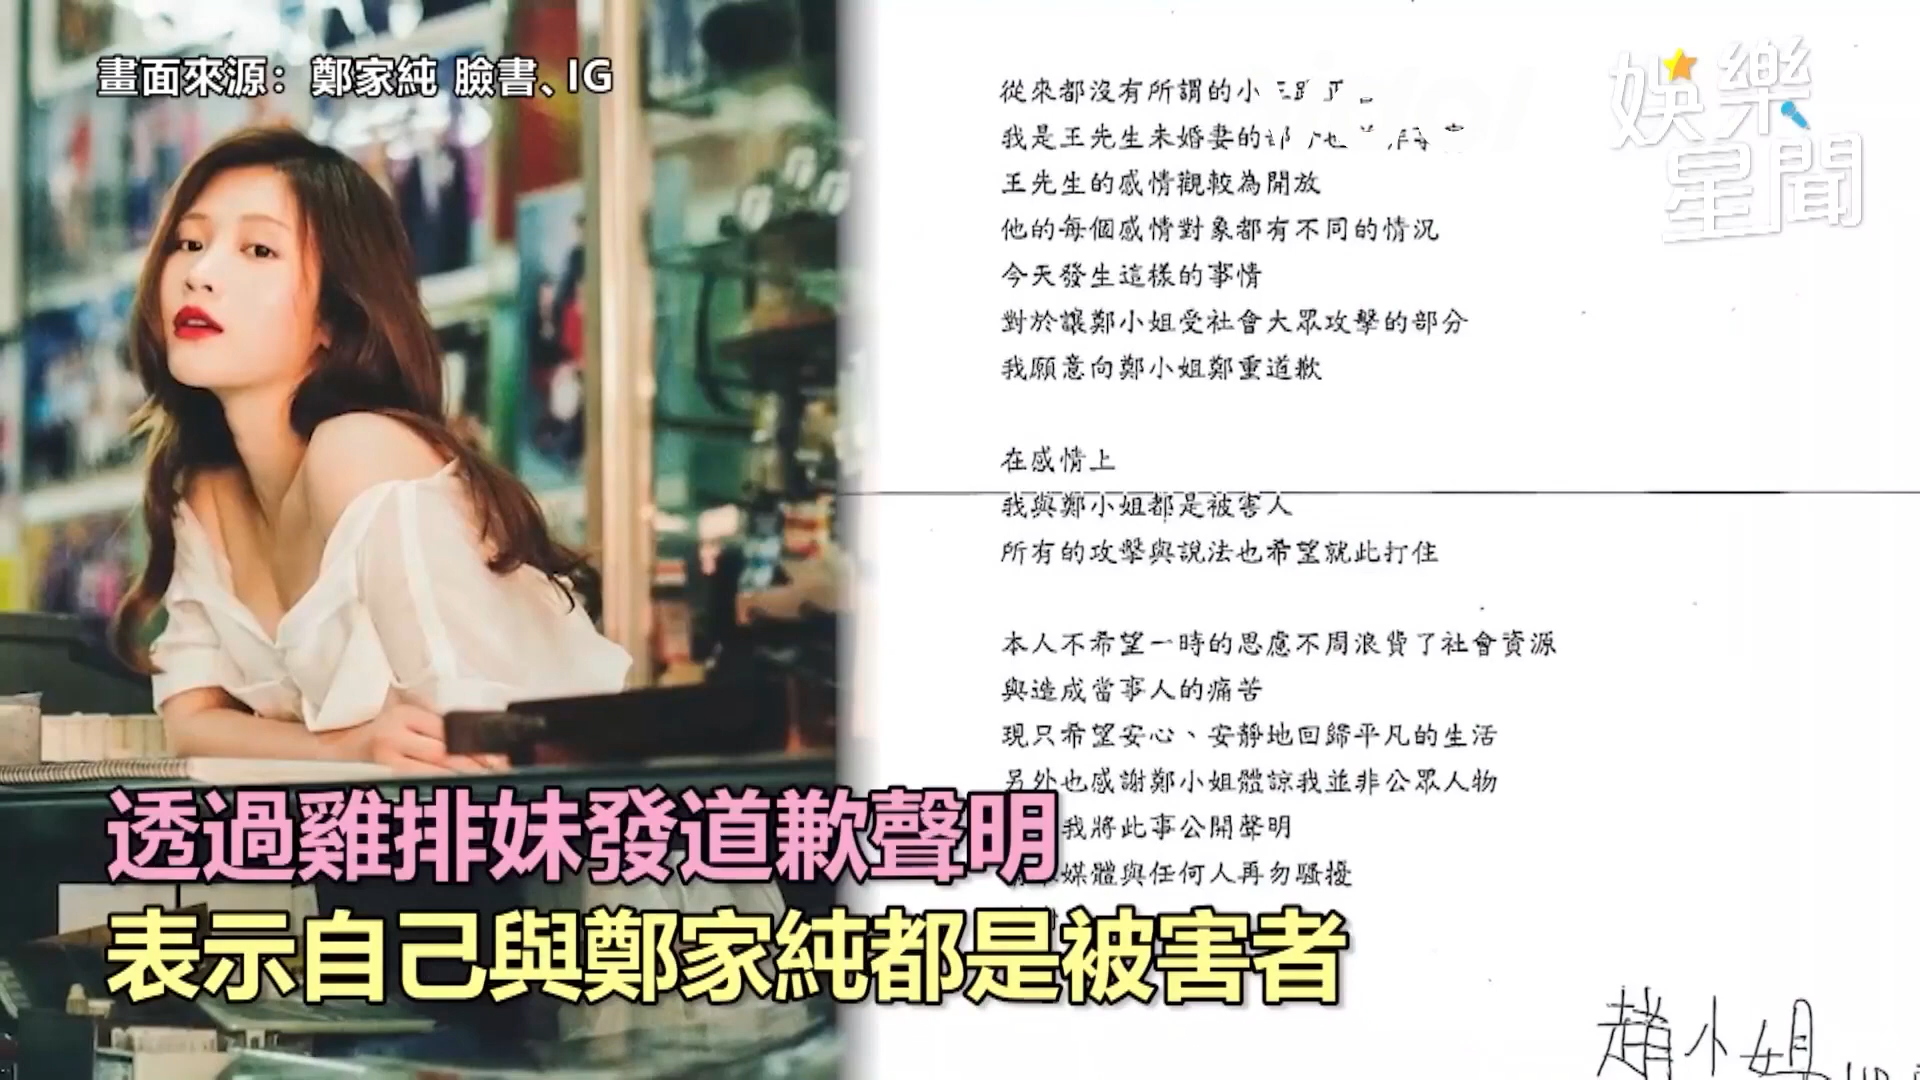 畫面來源：鄭家純 臉書、IG
娛樂
星聞
從來都沒有所謂的小
我是王先生未婚妻的
王先生的感情觀較為開放
他的每個感情對象都有不同的情況
今天發生這樣的事情
對於讓鄭小姐受社會大眾攻擊的部分
我願意向鄭小姐鄭重道歉
在感情上
我與鄭小姐都是被害人
所有的攻擊與說法也希望就此打住
本人不希望一時的思慮不周浪費了社會資源
與造成當事人的痛苦
現只希望安心、安靜地回歸平凡的生活
另外也感謝鄭小姐體諒我並非公眾人物
我將此事公開聲明
媒體與任何人再勿騷擾
透過雞排妹發道歉聲明
表示自己與鄭家純都是被害者
趙小姐